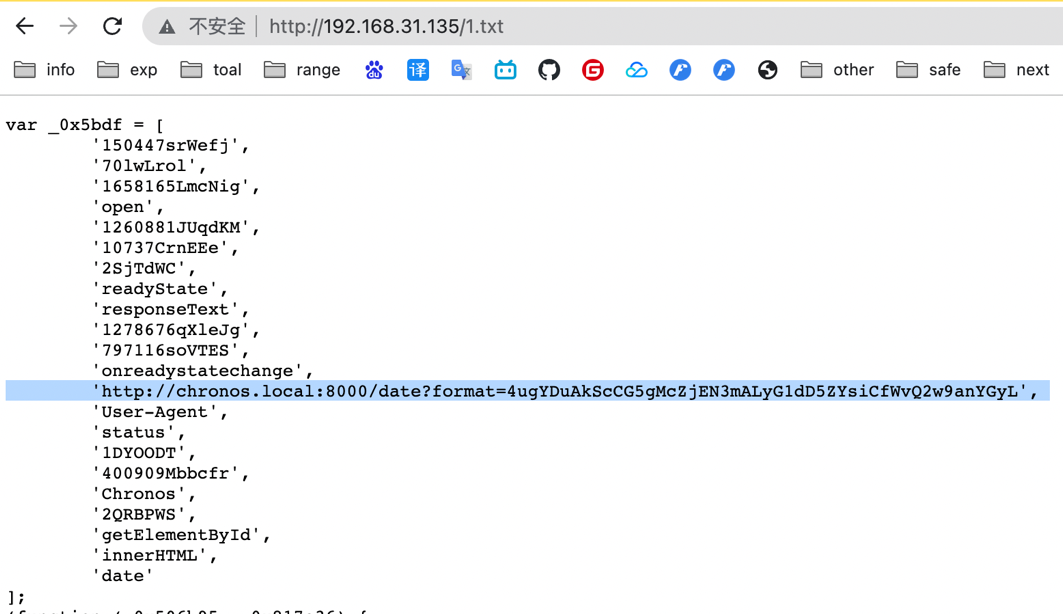 不安全 | http://192.168.31.135/1.txt
info exp toal range 译 other safe next
var _0x5bdf = [
'150447srWefj',
'70lwLrol',
'1658165LmcNig',
'open',
'1260881JUqdKM',
'10737CrnEEe',
'2SjTdWC',
'readyState',
'responseText',
'1278676qXleJg',
'797116soVTES',
'onreadystatechange',
'http://chronos.local:8000/date?format=4ugYDuAkScCG5gMcZjEN3mALyG1dD5ZYsiCfWvQ2w9anYGyL',
'User-Agent',
'status',
'1DYOODT',
'400909Mbbcfr',
'Chronos',
'2QRBPWS',
'getElementById',
'innerHTML',
'date'
];